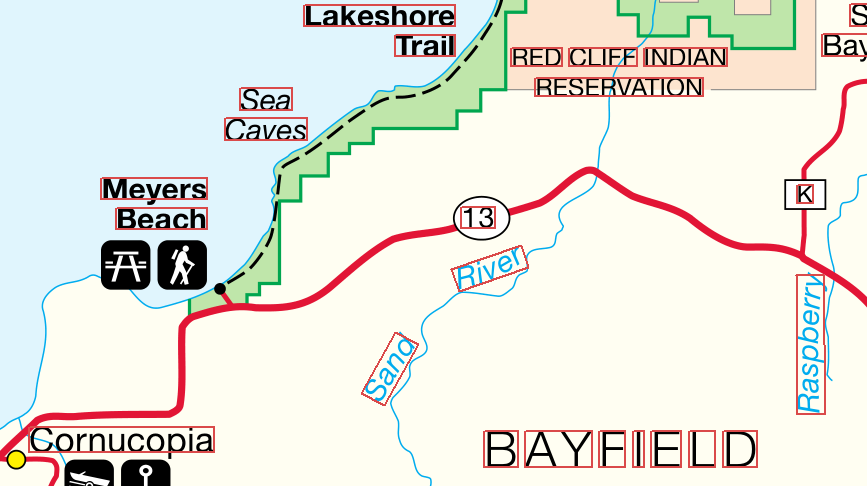 Lakeshore
Trail
RED CLIFF INDIAN
RESERVATION
Sea
Caves
Meyers
Beach
13
K
River
Sand
Raspberry
Cornucopia
BAYFIELD
Bay